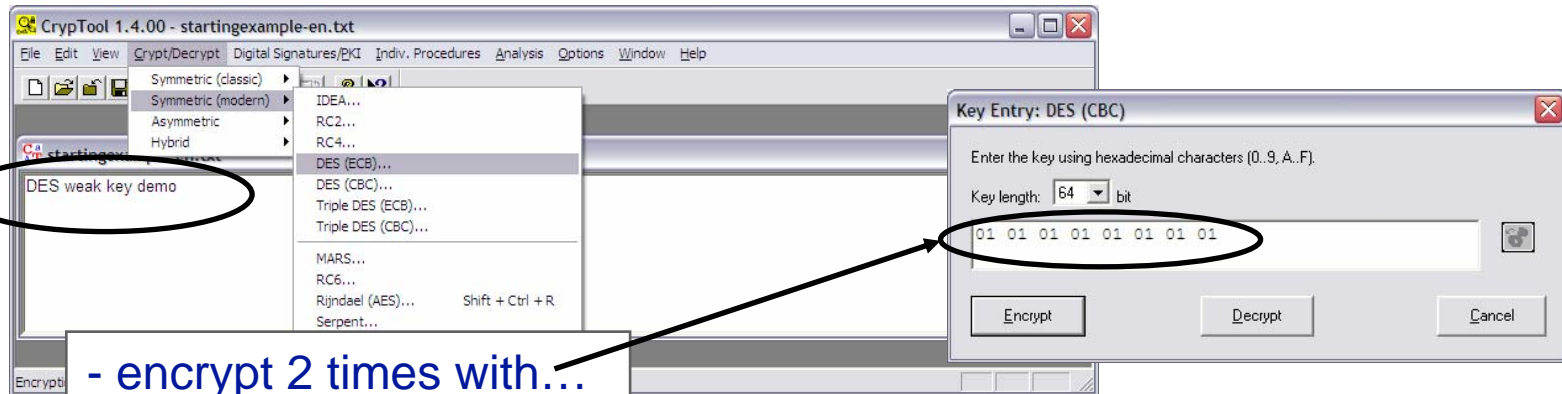 CrypTool 1.4.00 - startingexample-en.txt
File Edit View Crypt/Decrypt Digital Signatures/PKI Indiv. Procedures Analysis Options Window Help
Symmetric (classic)
Symmetric (modern)
Asymmetric
Hybrid
IDEA...
RC2...
RC4...
DES (ECB)...
DES (CBC)...
Triple DES (ECB)...
Triple DES (CBC)...
MARS...
RC6...
Rijndael (AES)... Shift + Ctrl + R
Serpent...
DES weak key demo
- encrypt 2 times with…
Key Entry: DES (CBC)
Enter the key using hexadecimal characters (0..9, A..F).
Key length: 64 bit
01 01 01 01 01 01 01 01
Encrypt Decrypt Cancel